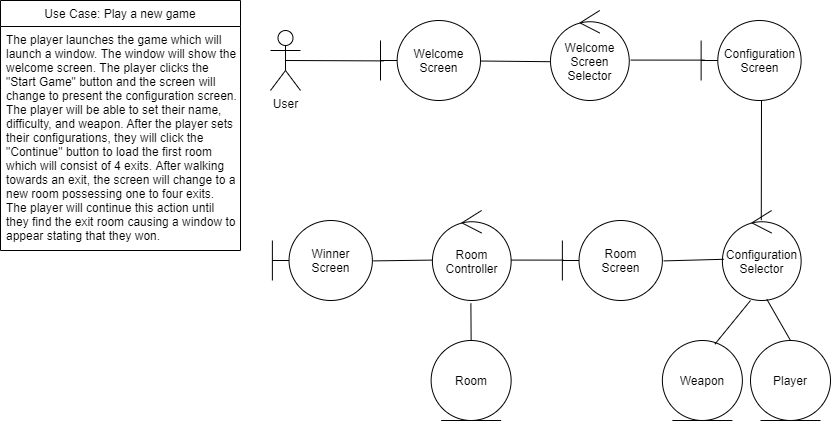 Use Case: Play a new game
The player launches the game which will
launch a window. The window will show the
welcome screen. The player clicks the
"Start Game" button and the screen will
change to present the configuration screen.
The player will be able to set their name,
difficulty, and weapon. After the player sets
their configurations, they will click the
"Continue" button to load the first room
which will consist of 4 exits. After walking
towards an exit, the screen will change to a
new room possessing one to four exits.
The player will continue this action until
they find the exit room causing a window to
appear stating that they won.
User
Welcome
Screen
Welcome
Screen
Selector
Configuration
Screen
Winner
Screen
Room
Controller
Room
Screen
Configuration
Selector
Room
Weapon
Player